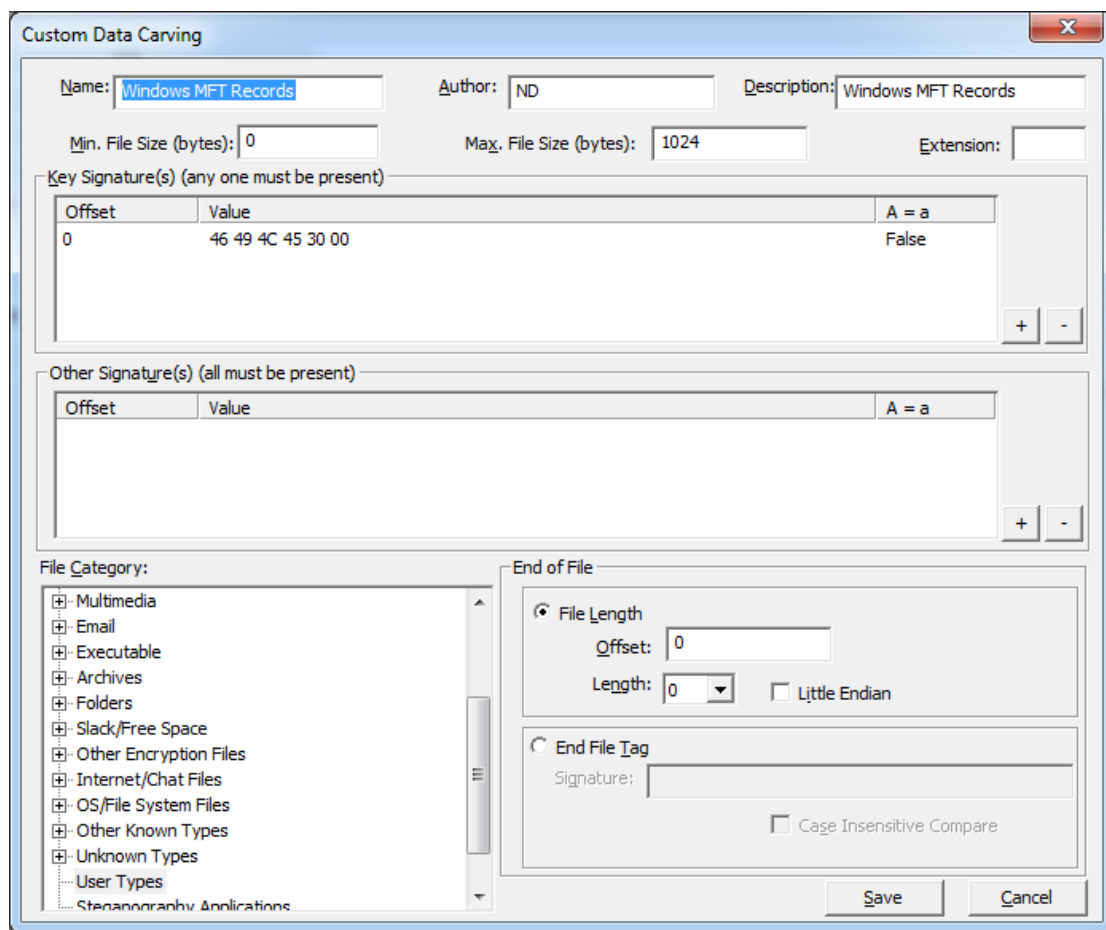 Custom Data Carving
Name: Windows MFT Records Author: ND Description: Windows MFT Records
Min. File Size (bytes): 0 Max. File Size (bytes): 1024 Extension:
Key Signature(s) (any one must be present)
Offset Value A = a
0 46 49 4C 45 30 00 False
+ -
Other Signature(s) (all must be present)
Offset Value A = a
+ -
File Category:
Multimedia
Email
Executable
Archives
Folders
Slack/Free Space
Other Encryption Files
Internet/Chat Files
OS/File System Files
Other Known Types
Unknown Types
User Types
Steganography Applications
End of File
File Length
Offset: 0
Length: 0 Little Endian
End File Tag
Signature:
Case Insensitive Compare
Save Cancel